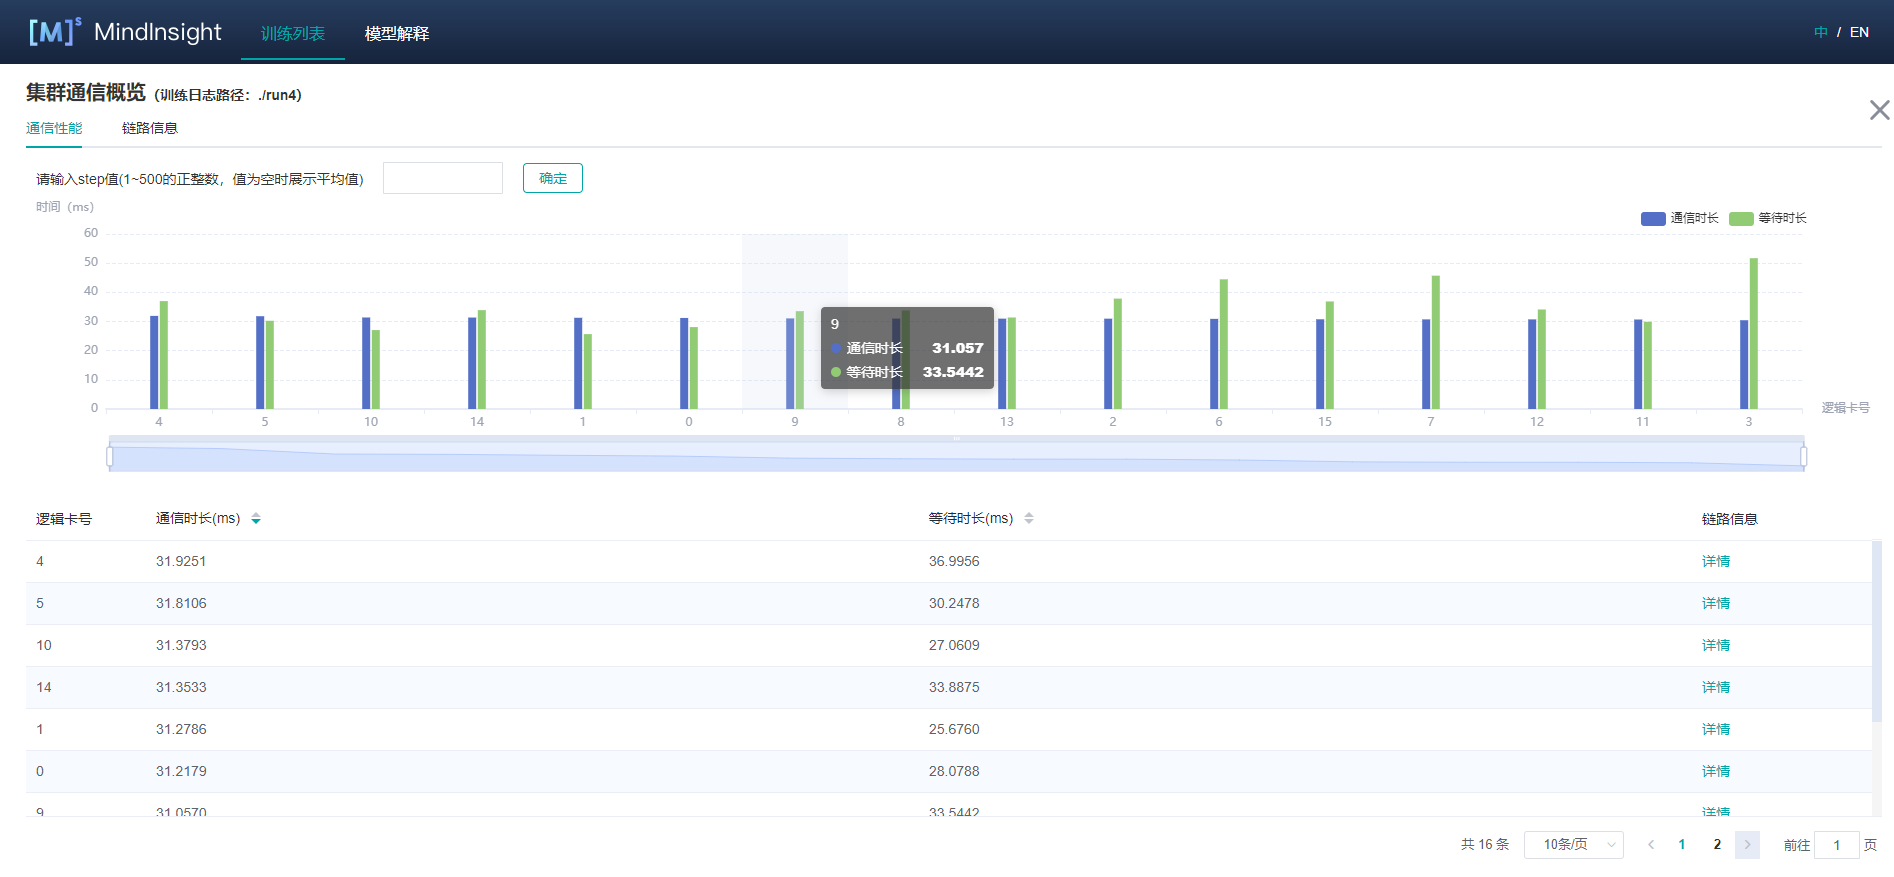 [M]s MindInsight 训练列表 模型解释 中 / EN
集群通信概览 (训练日志路径：./run4)
通信性能 链路信息
请输入step值(1~500的正整数，值为空时展示平均值) 确定
时间（ms）
通信时长 等待时长
60
50
40
30
20
10
0
9
通信时长 31.057
等待时长 33.5442
4 5 10 14 1 0 9 8 13 2 6 15 7 12 11 3
逻辑卡号
逻辑卡号 通信时长(ms) 等待时长(ms) 链路信息
4 31.9251 36.9956 详情
5 31.8106 30.2478 详情
10 31.3793 27.0609 详情
14 31.3533 33.8875 详情
1 31.2786 25.6760 详情
0 31.2179 28.0788 详情
9 31.0570 33.5442 详情
共 16 条 10条/页 1 2 前往 1 页